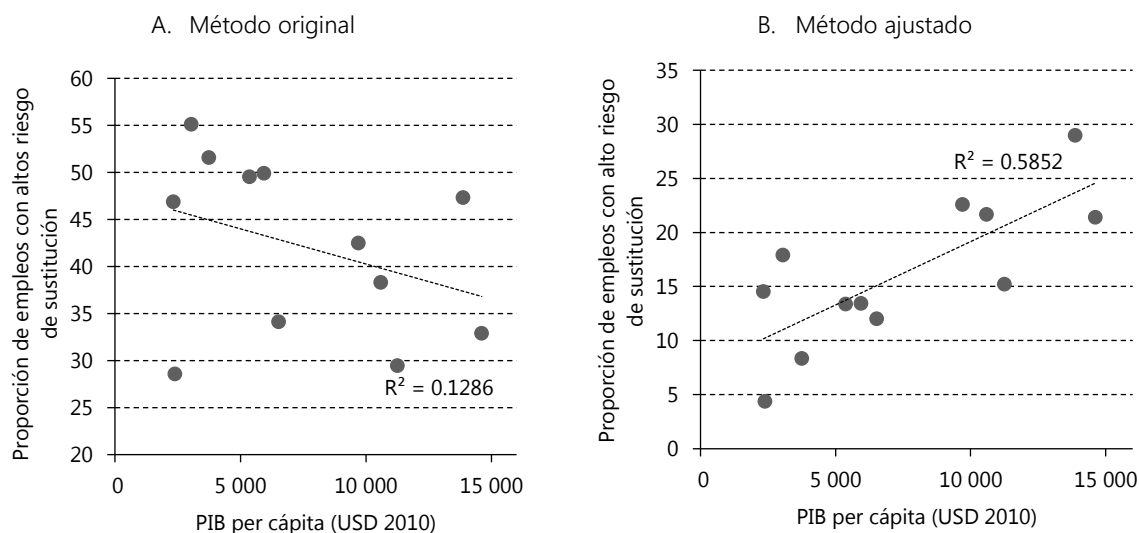 A. Método original
Proporción de empleos con altos riesgo
de sustitución
60
55
50
45
40
35
30
25
20
R² = 0.1286
0
5 000
10 000
15 000
PIB per cápita (USD 2010)
B. Método ajustado
Proporción de empleos con alto riesgo
de sustitución
35
30
25
20
15
10
5
0
R² = 0.5852
0
5 000
10 000
15 000
PIB per cápita (USD 2010)